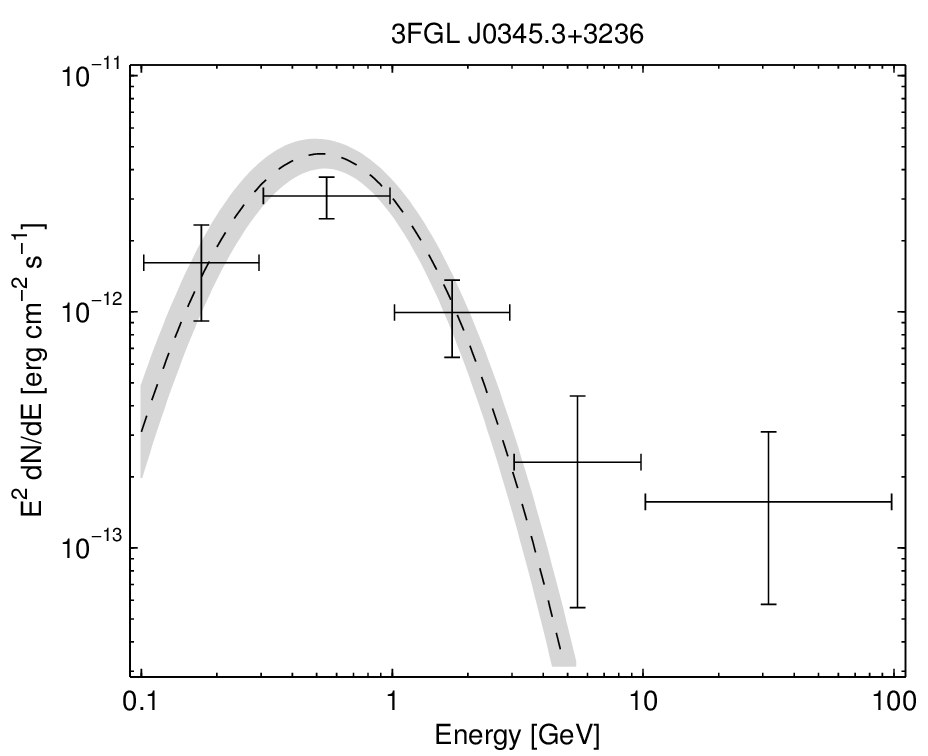 3FGL J0345.3+3236
10⁻¹¹
10⁻¹²
10⁻¹³
E² dN/dE [erg cm⁻² s⁻¹]
0.1 1 10 100
Energy [GeV]